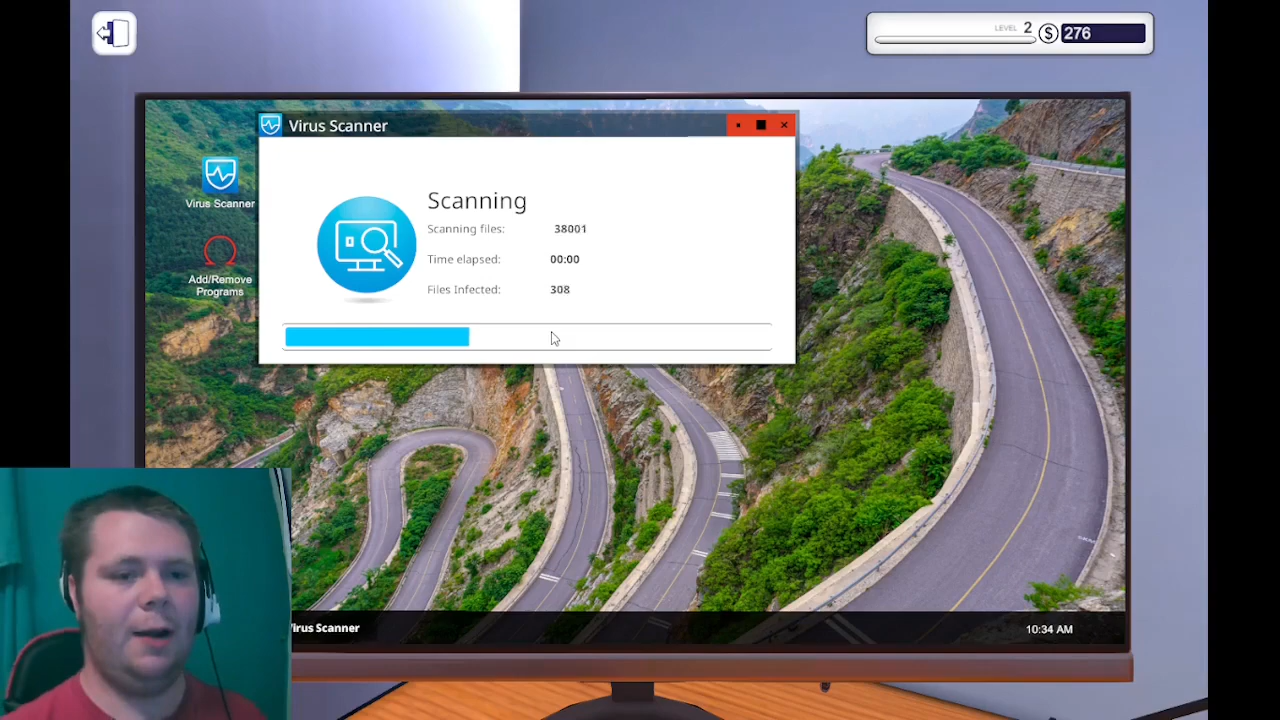 LEVEL 2 $ 276
Virus Scanner
Virus Scanner
Add/Remove
Programs
Scanning
Scanning files: 38001
Time elapsed: 00:00
Files Infected: 308
Virus Scanner
10:34 AM